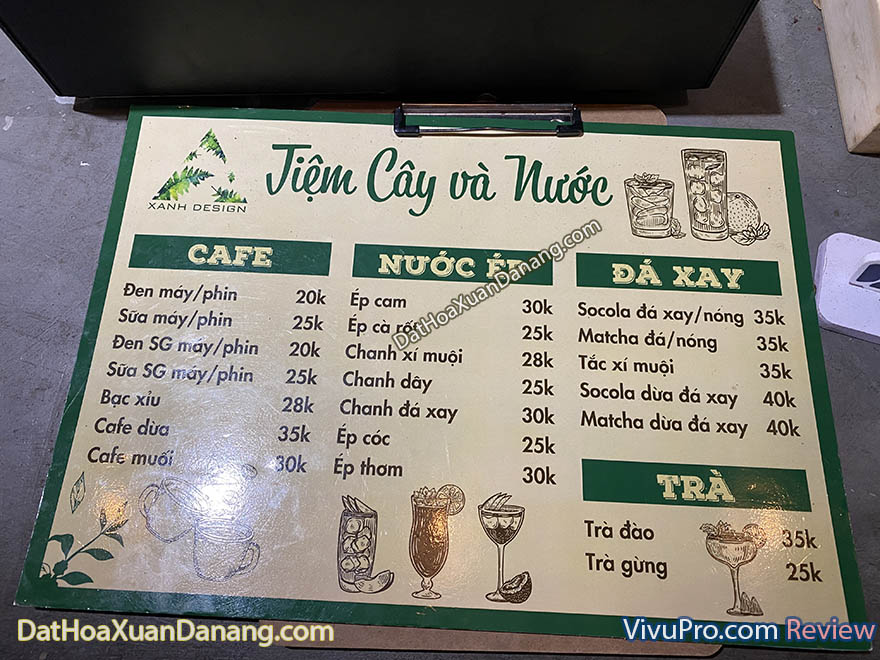 XANH DESIGN
Tiệm Cây và Nước
CAFE
Đen máy/phin 20k
Sữa máy/phin 25k
Đen SG máy/phin 20k
Sữa SG máy/phin 25k
Bạc xỉu 28k
Cafe dừa 35k
Cafe muối 30k
NƯỚC ÉP
Ép cam 30k
Ép cà rốt 25k
Chanh xí muội 28k
Chanh dây 25k
Chanh đá xay 30k
Ép cóc 25k
Ép thơm 30k
ĐÁ XAY
Socola đá xay/nóng 35k
Matcha đá/nóng 35k
Tắc xí muội 35k
Socola dừa đá xay 40k
Matcha dừa đá xay 40k
TRÀ
Trà đào 35k
Trà gừng 25k
DatHoaXuanDanang.com
DatHoaXuanDanang.com
VivuPro.com Review